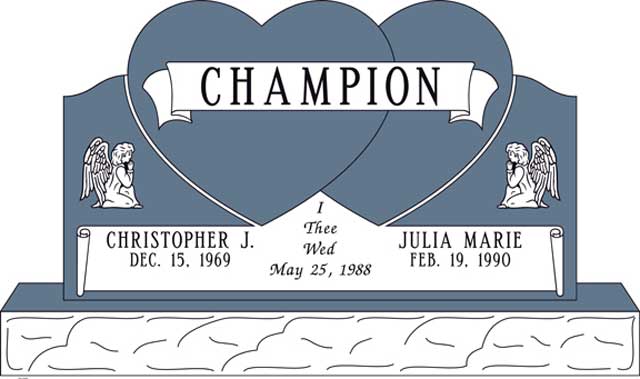 CHAMPION
CHRISTOPHER J.
DEC. 15, 1969
I
Thee
Wed
May 25, 1988
JULIA MARIE
FEB. 19, 1990